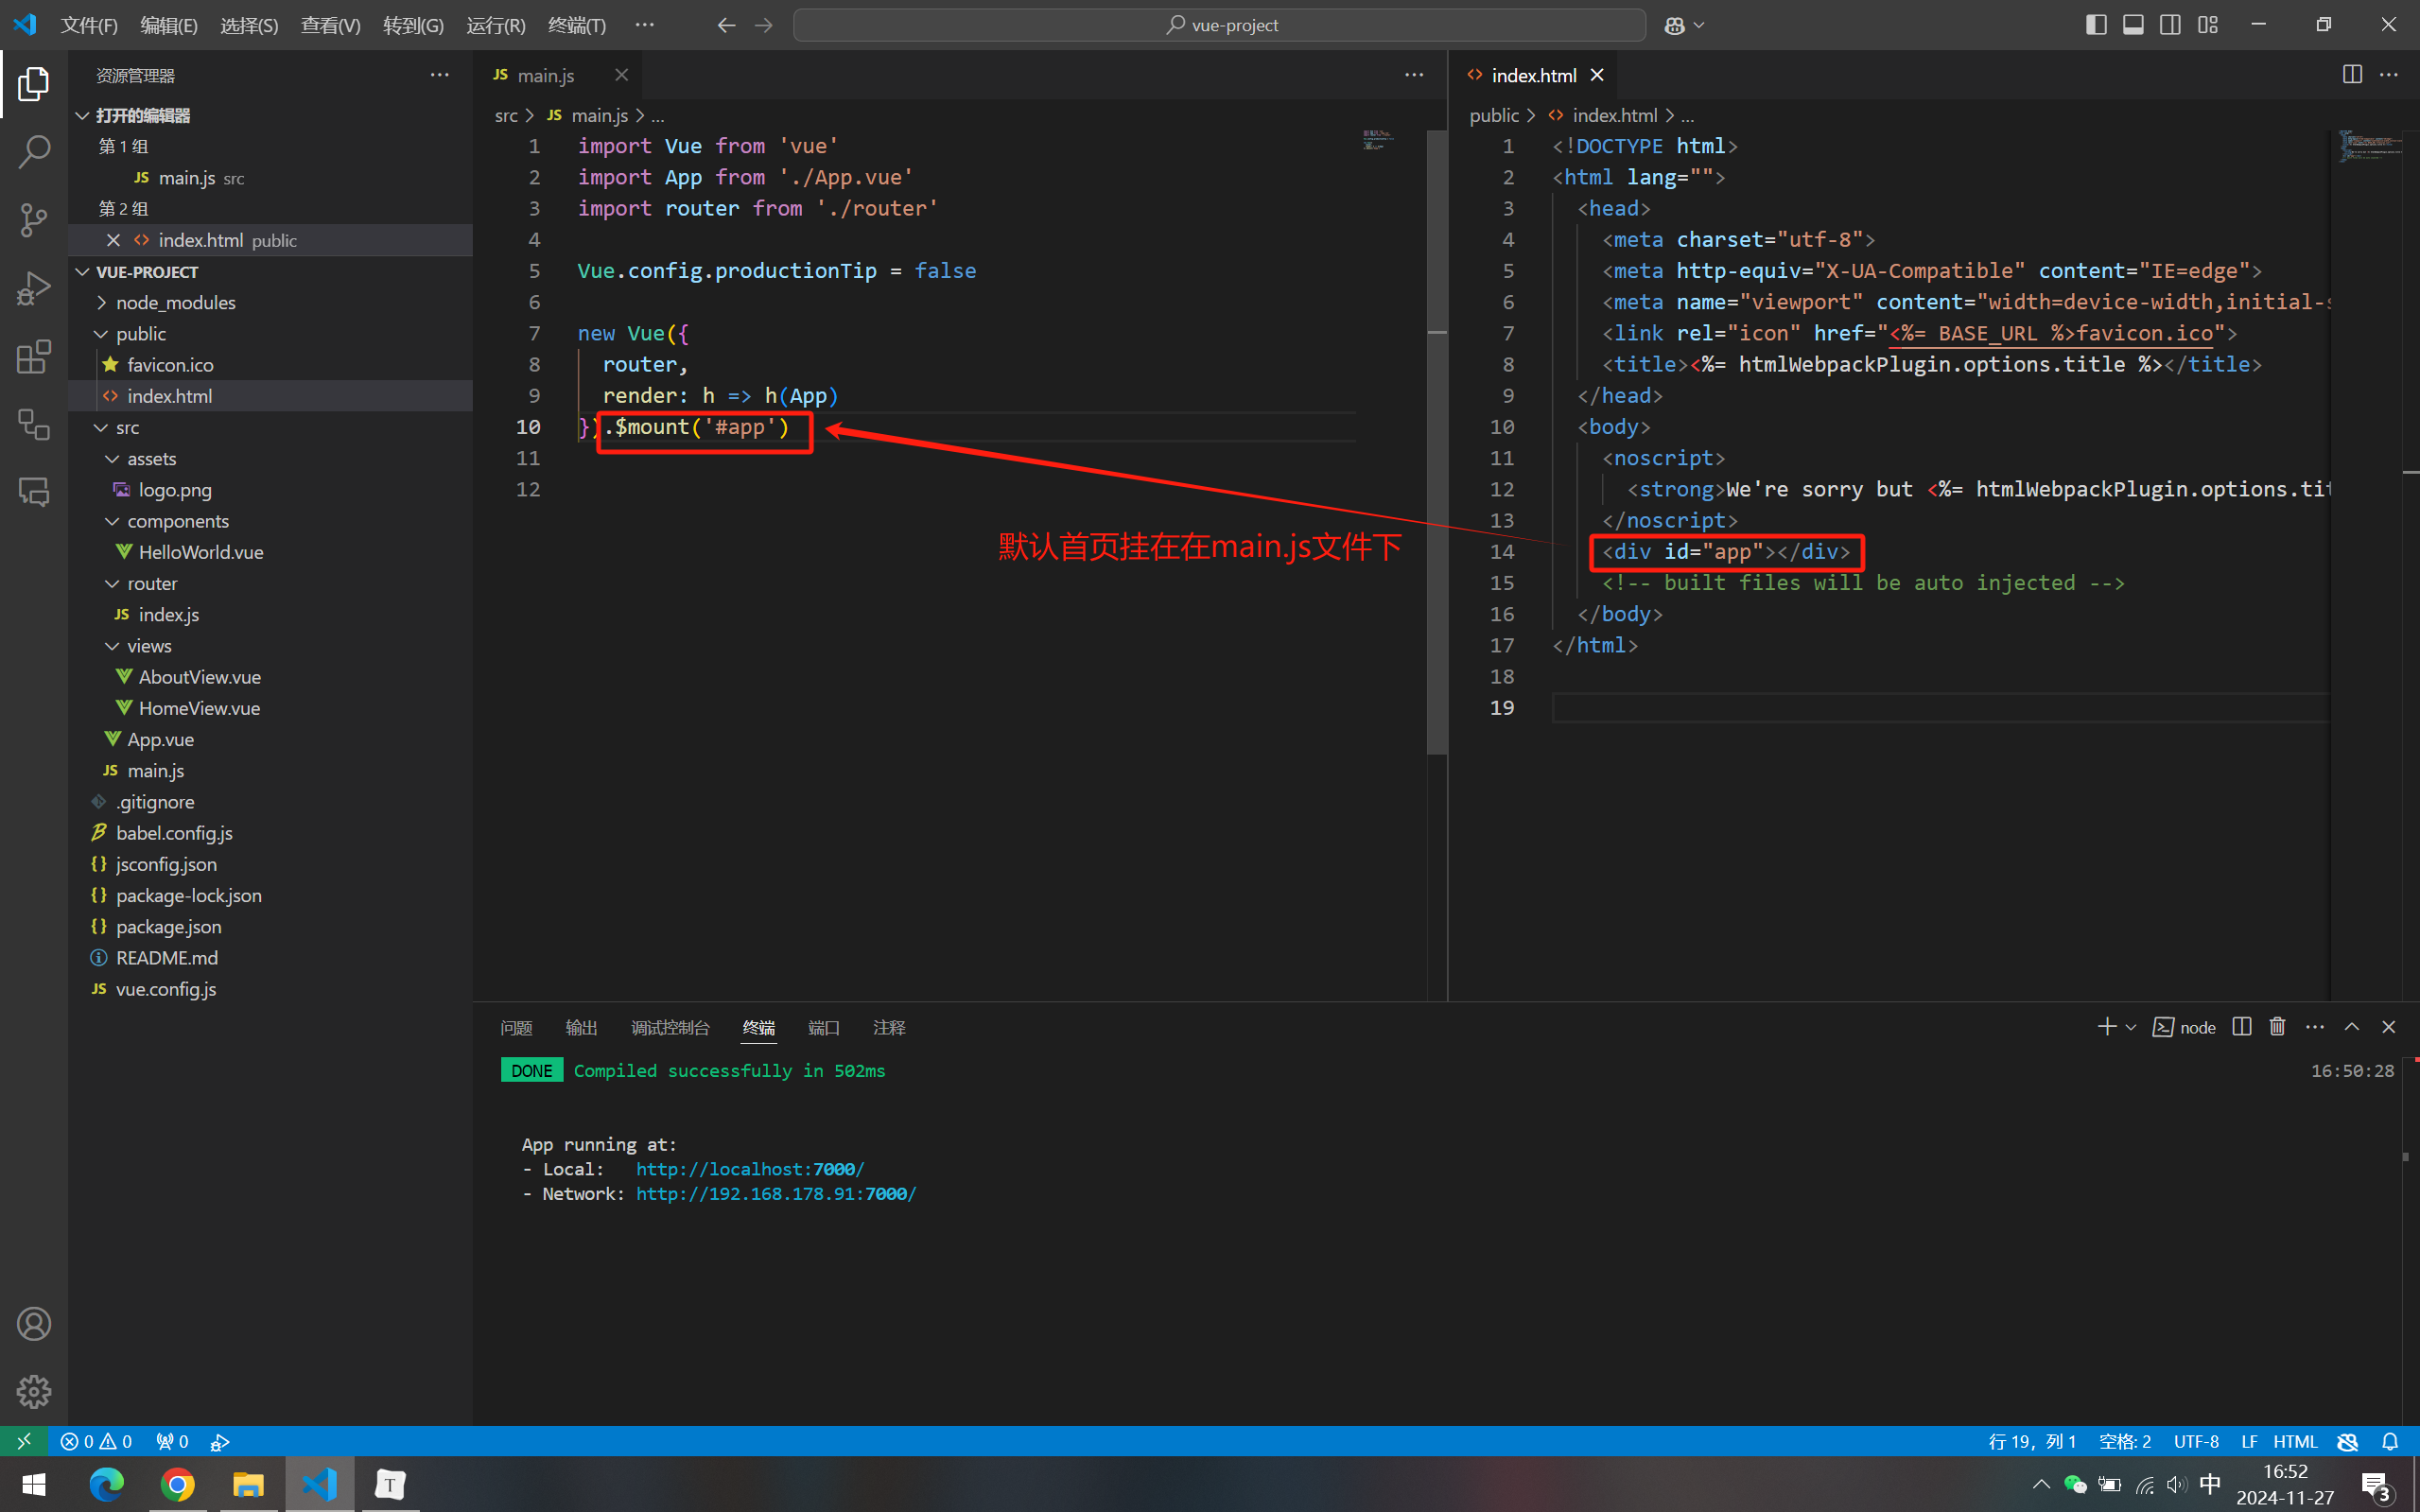 文件(F) 编辑(E) 选择(S) 查看(V) 转到(G) 运行(R) 终端(T) ··· vue-project
资源管理器
打开的编辑器
第 1 组
JS main.js src
第 2 组
index.html public
VUE-PROJECT
node_modules
public
favicon.ico
index.html
src
assets
logo.png
components
HelloWorld.vue
router
JS index.js
views
AboutView.vue
HomeView.vue
App.vue
JS main.js
.gitignore
babel.config.js
{} jsconfig.json
{} package-lock.json
{} package.json
README.md
JS vue.config.js
JS main.js
src > JS main.js > ...
1 import Vue from 'vue'
2 import App from './App.vue'
3 import router from './router'
4
5 Vue.config.productionTip = false
6
7 new Vue({
8 router,
9 render: h => h(App)
10 }).$mount('#app')
11
12
默认首页挂在在main.js文件下
<> index.html
public > <> index.html > ...
1 <!DOCTYPE html>
2 <html lang="">
3 <head>
4 <meta charset="utf-8">
5 <meta http-equiv="X-UA-Compatible" content="IE=edge">
6 <meta name="viewport" content="width=device-width,initial-s
7 <link rel="icon" href="<%= BASE_URL %>favicon.ico">
8 <title><%= htmlWebpackPlugin.options.title %></title>
9 </head>
10 <body>
11 <noscript>
12 <strong>We're sorry but <%= htmlWebpackPlugin.options.tit
13 </noscript>
14 <div id="app"></div>
15 <!-- built files will be auto injected -->
16 </body>
17 </html>
18
19
问题 输出 调试控制台 终端 端口 注释 node
DONE Compiled successfully in 502ms 16:50:28
App running at:
- Local: http://localhost:7000/
- Network: http://192.168.178.91:7000/
0 0 0 行 19，列 1 空格: 2 UTF-8 LF HTML
T 中 16:52
2024-11-27 3